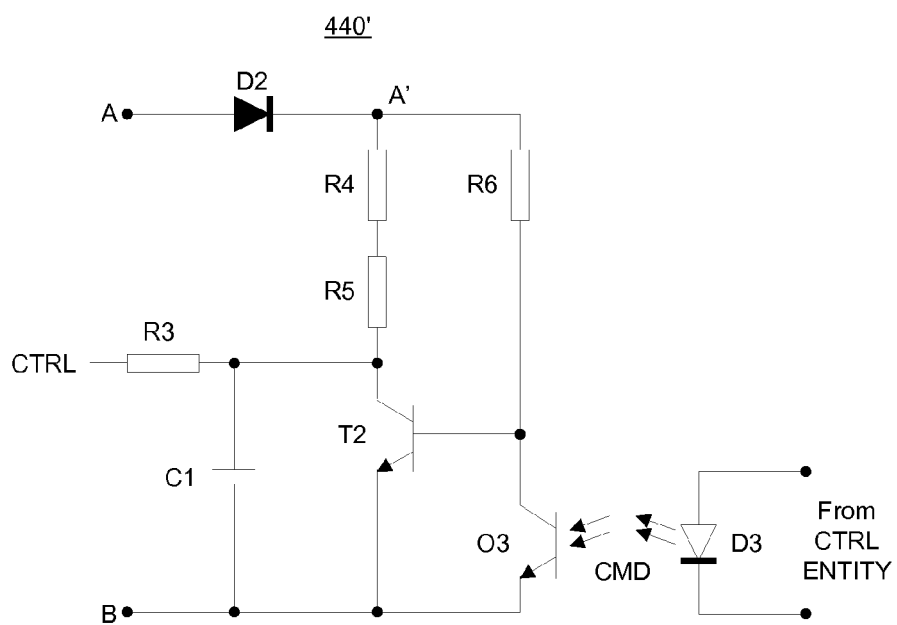 440'
D2
A
A'
R4
R6
R5
R3
CTRL
T2
C1
O3
CMD
D3
From
CTRL
ENTITY
B